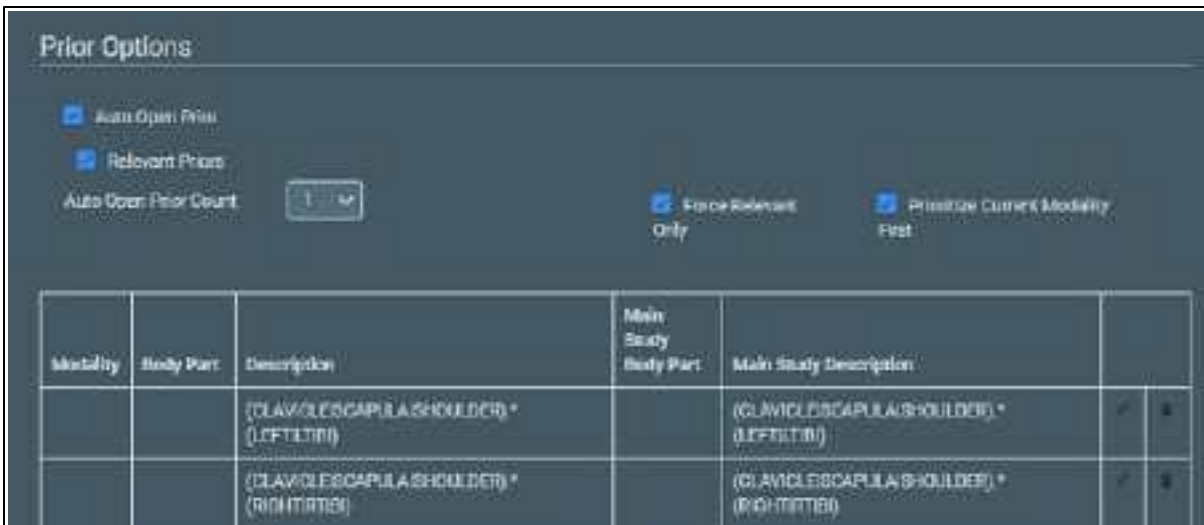 Prior Options
Auto Open Prior
Relevant Priors
Auto Open Prior Count
1
Force Relevant
Only
Prioritize Current Modality
First
Modality
Body Part
Description
Main
Study
Body Part
Main Study Description
(CLAVICLE|SCAPULA|SHOULDER).*
(LEFT|LT|BI)
(CLAVICLE|SCAPULA|SHOULDER).*
(LEFT|LT|BI)
(CLAVICLE|SCAPULA|SHOULDER).*
(RIGHT|RT|BI)
(CLAVICLE|SCAPULA|SHOULDER).*
(RIGHT|RT|BI)